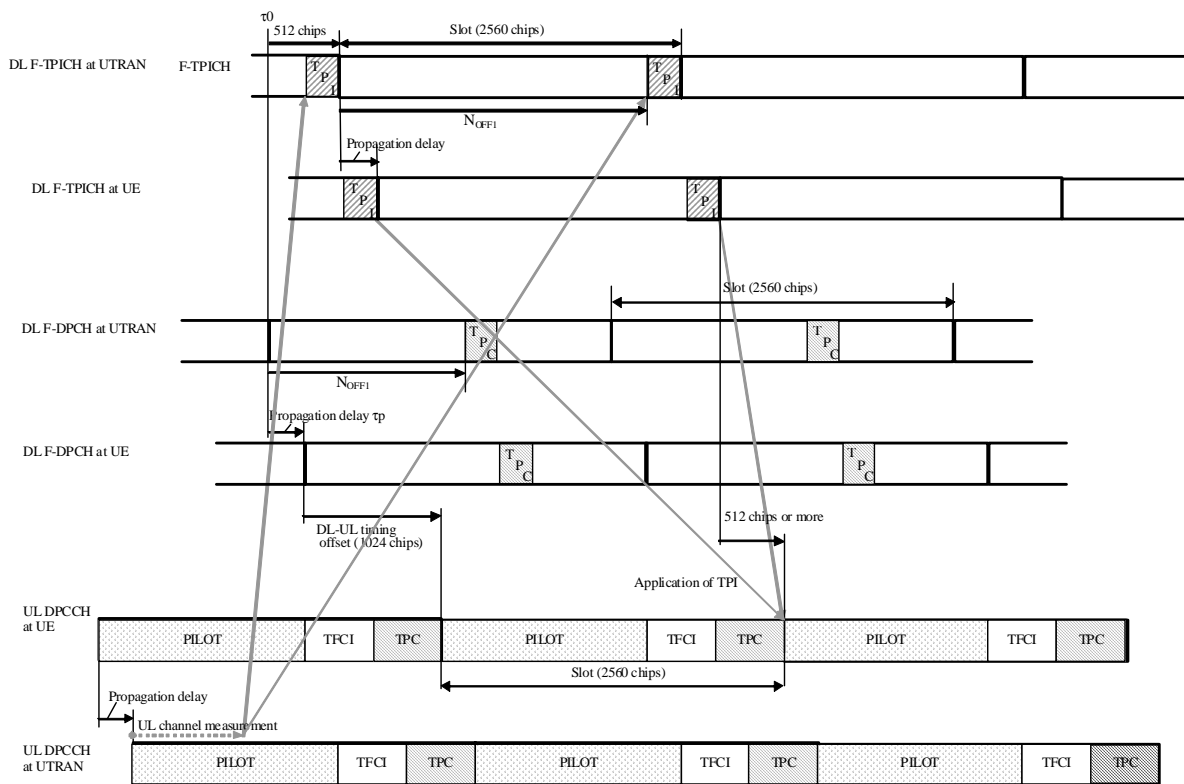 τ0
512 chips
Slot (2560 chips)
DL F-TPICH at UTRAN
F-TPICH
T P I
T P I
N OFF1
Propagation delay
DL F-TPICH at UE
T P I
T P I
Slot (2560 chips)
DL F-DPCH at UTRAN
T P C
T P C
N OFF1
Propagation delay τp
DL F-DPCH at UE
T P C
T P C
512 chips or more
DL-UL timing
offset (1024 chips)
Application of TPI
UL DPCCH
at UE
PILOT TFCI TPC PILOT TFCI TPC PILOT TFCI TPC
Slot (2560 chips)
Propagation delay
UL channel measurement
UL DPCCH
at UTRAN
PILOT TFCI TPC PILOT TFCI TPC PILOT TFCI TPC